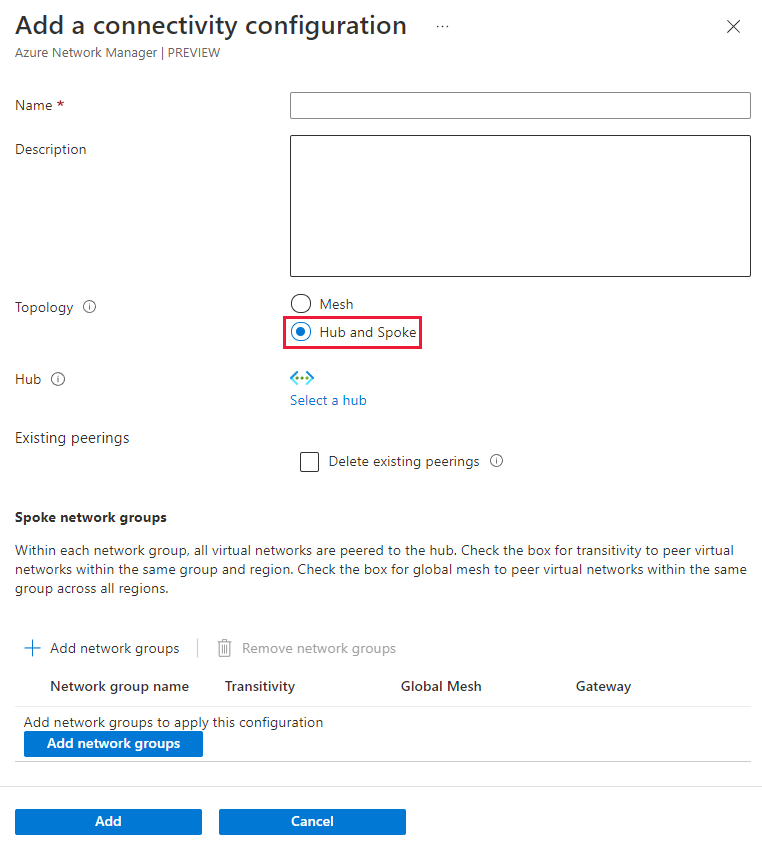 Add a connectivity configuration ...
Azure Network Manager | PREVIEW
Name *
Description
Topology
Mesh
Hub and Spoke
Hub
Select a hub
Existing peerings
Delete existing peerings
Spoke network groups
Within each network group, all virtual networks are peered to the hub. Check the box for transitivity to peer virtual
networks within the same group and region. Check the box for global mesh to peer virtual networks within the same
group across all regions.
Add network groups | Remove network groups
Network group name Transitivity Global Mesh Gateway
Add network groups to apply this configuration
Add network groups
Add Cancel